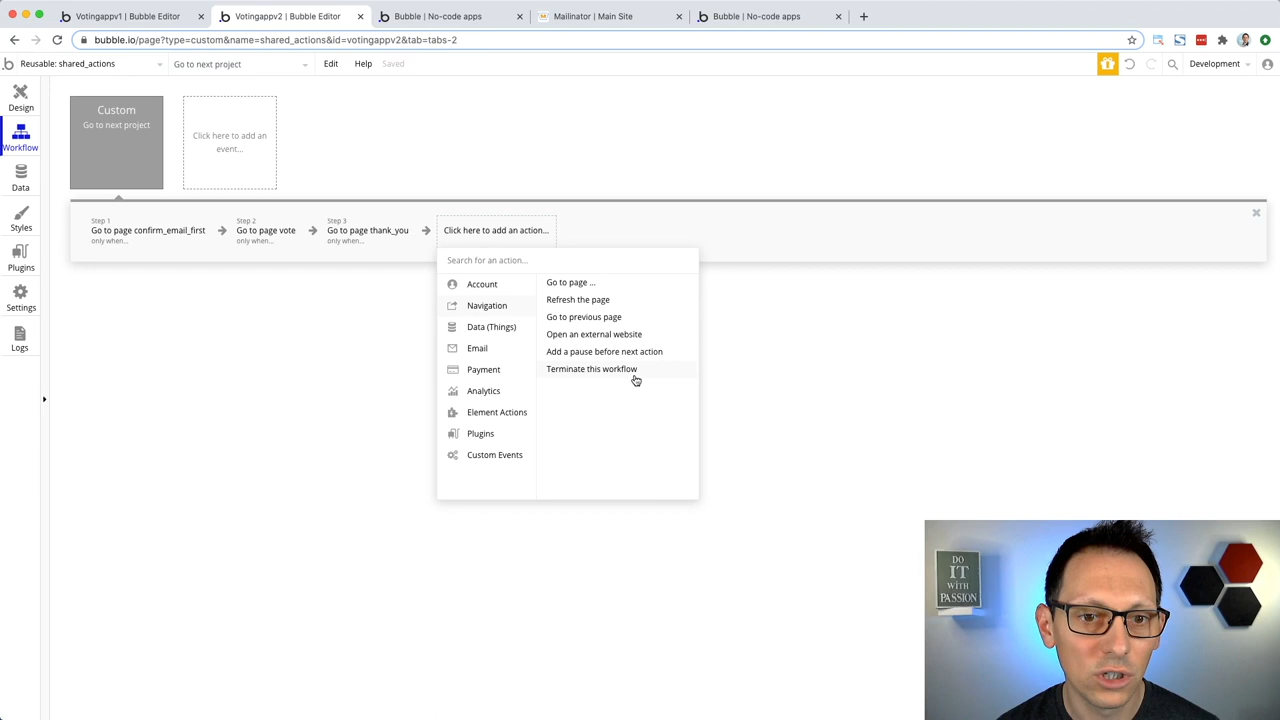 Votingappv1 | Bubble Editor
Votingappv2 | Bubble Editor
Bubble | No-code apps
Mailinator | Main Site
Bubble | No-code apps
bubble.io/page?type=custom&name=shared_actions&id=votingappv2&tab=tabs-2
Reusable: shared_actions
Go to next project
Edit
Help
Saved
Development
Design
Workflow
Data
Styles
Plugins
Settings
Logs
Custom
Go to next project
Click here to add an
event...
Step 1
Go to page confirm_email_first
only when...
Step 2
Go to page vote
only when...
Step 3
Go to page thank_you
only when...
Click here to add an action...
Search for an action...
Account
Navigation
Data (Things)
Email
Payment
Analytics
Element Actions
Plugins
Custom Events
Go to page ...
Refresh the page
Go to previous page
Open an external website
Add a pause before next action
Terminate this workflow
DO
IT
WITH
PASSION